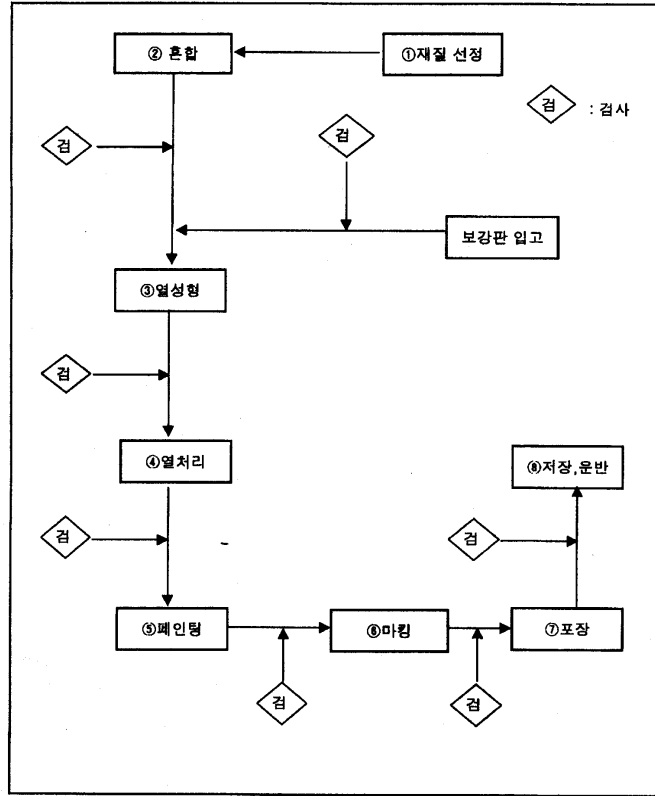 ② 혼합
①재질 선정
검 : 검사
검
검
보강판 입고
③열성형
검
④열처리
⑧저장,운반
검
검
⑤페인팅
⑥마킹
⑦포장
검
검